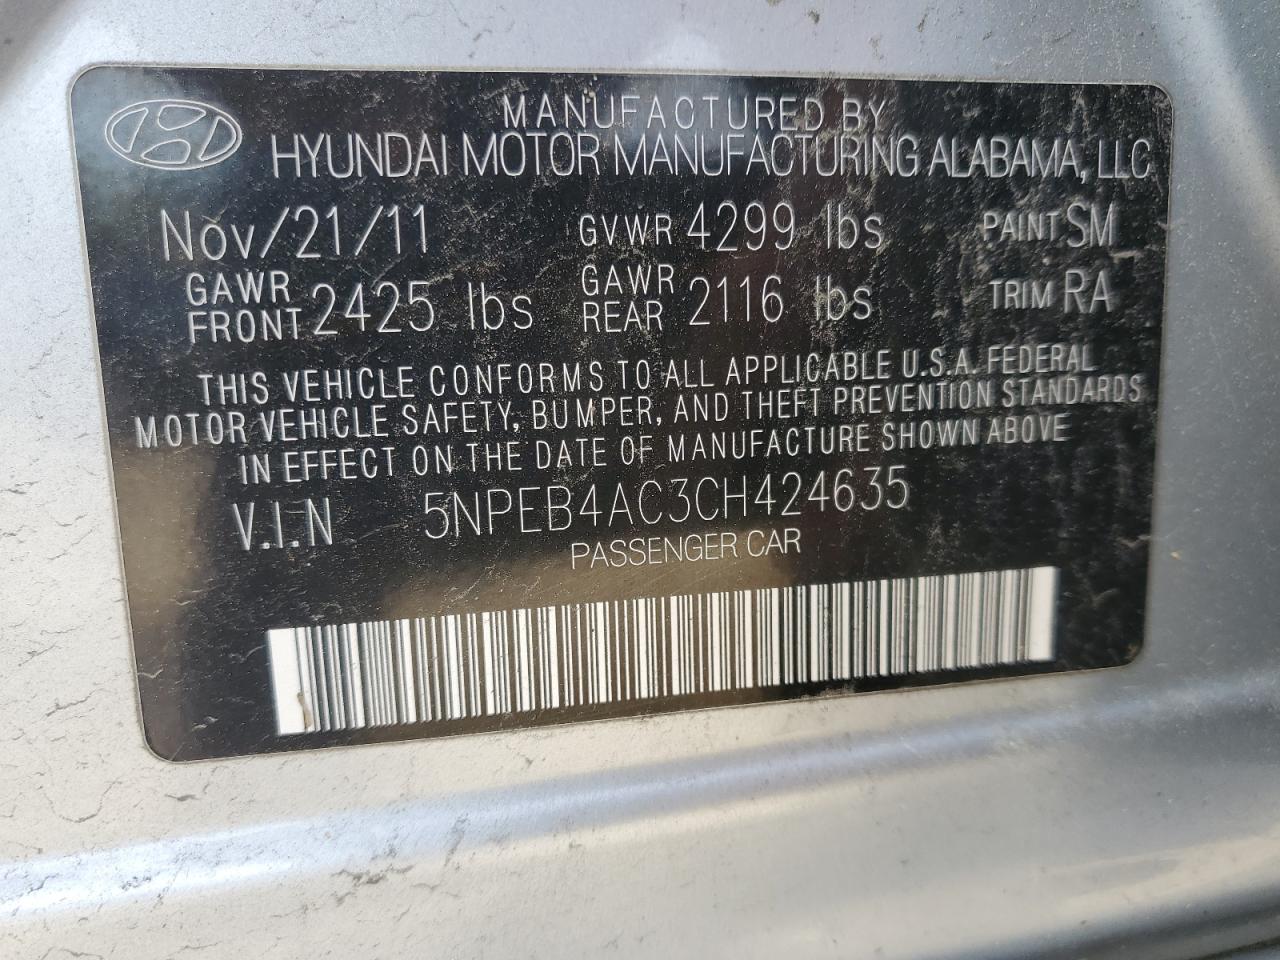 MANUFACTURED BY
HYUNDAI MOTOR MANUFACTURING ALABAMA, LLC
Nov/21/11 GVWR 4299 lbs PAINT SM
GAWR FRONT 2425 lbs GAWR REAR 2116 lbs TRIM RA
THIS VEHICLE CONFORMS TO ALL APPLICABLE U.S.A. FEDERAL
MOTOR VEHICLE SAFETY, BUMPER, AND THEFT PREVENTION STANDARDS
IN EFFECT ON THE DATE OF MANUFACTURE SHOWN ABOVE
V.I.N 5NPEB4AC3CH424635
PASSENGER CAR